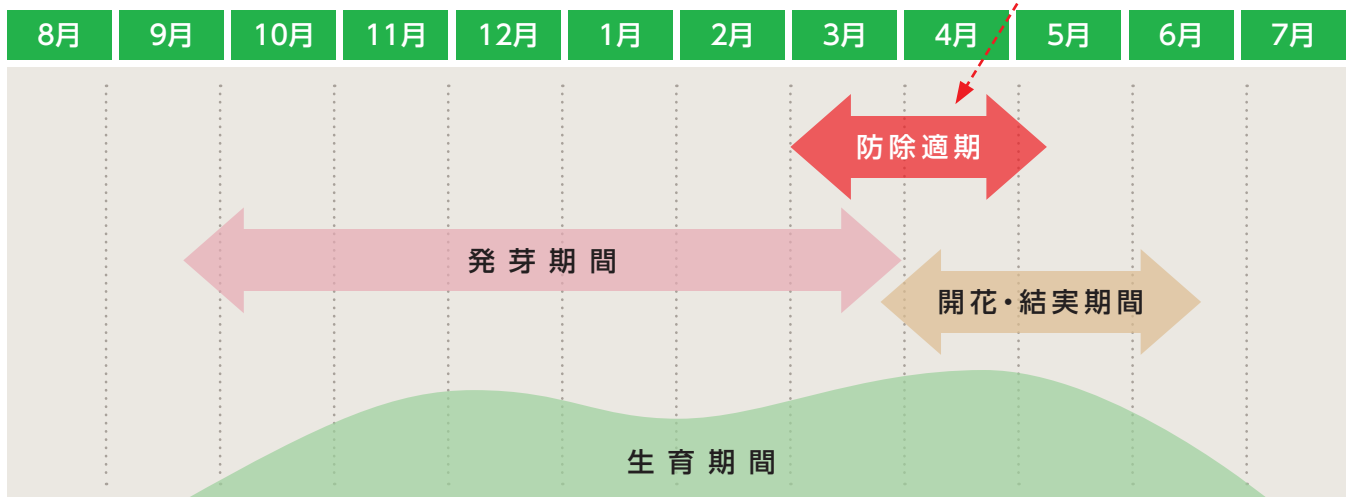 8月 9月 10月 11月 12月 1月 2月 3月 4月 5月 6月 7月
防除適期
発芽期間
開花・結実期間
生育期間